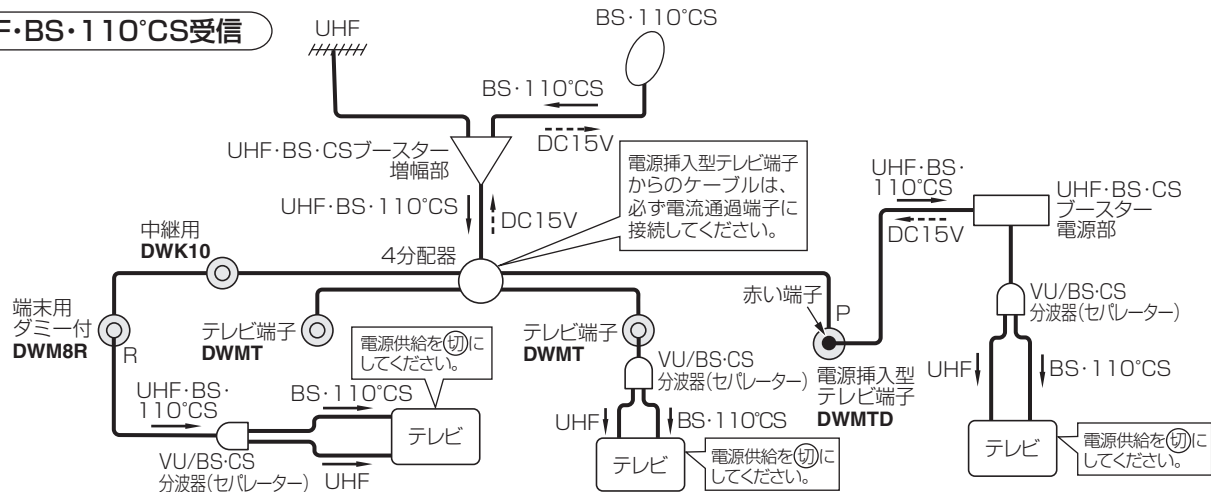 F・BS・110°CS受信
UHF
BS・110°CS
BS・110°CS
DC15V
UHF・BS・CSブースター
増幅部
UHF・BS・110°CS
DC15V
電源挿入型テレビ端子
からのケーブルは、
必ず電流通過端子に
接続してください。
UHF・BS・
110°CS
DC15V
UHF・BS・CS
ブースター
電源部
中継用
DWK10
4分配器
端末用
ダミー付
DWM8R
R
テレビ端子
DWMT
テレビ端子
DWMT
赤い端子
P
電源挿入型
テレビ端子
DWMTD
VU/BS・CS
分波器(セパレーター)
UHF
BS・110°CS
テレビ
電源供給を切に
してください。
VU/BS・CS
分波器(セパレーター)
UHF
BS・110°CS
テレビ
電源供給を切に
してください。
電源供給を切に
してください。
UHF・BS・
110°CS
BS・110°CS
テレビ
VU/BS・CS
分波器(セパレーター)
UHF